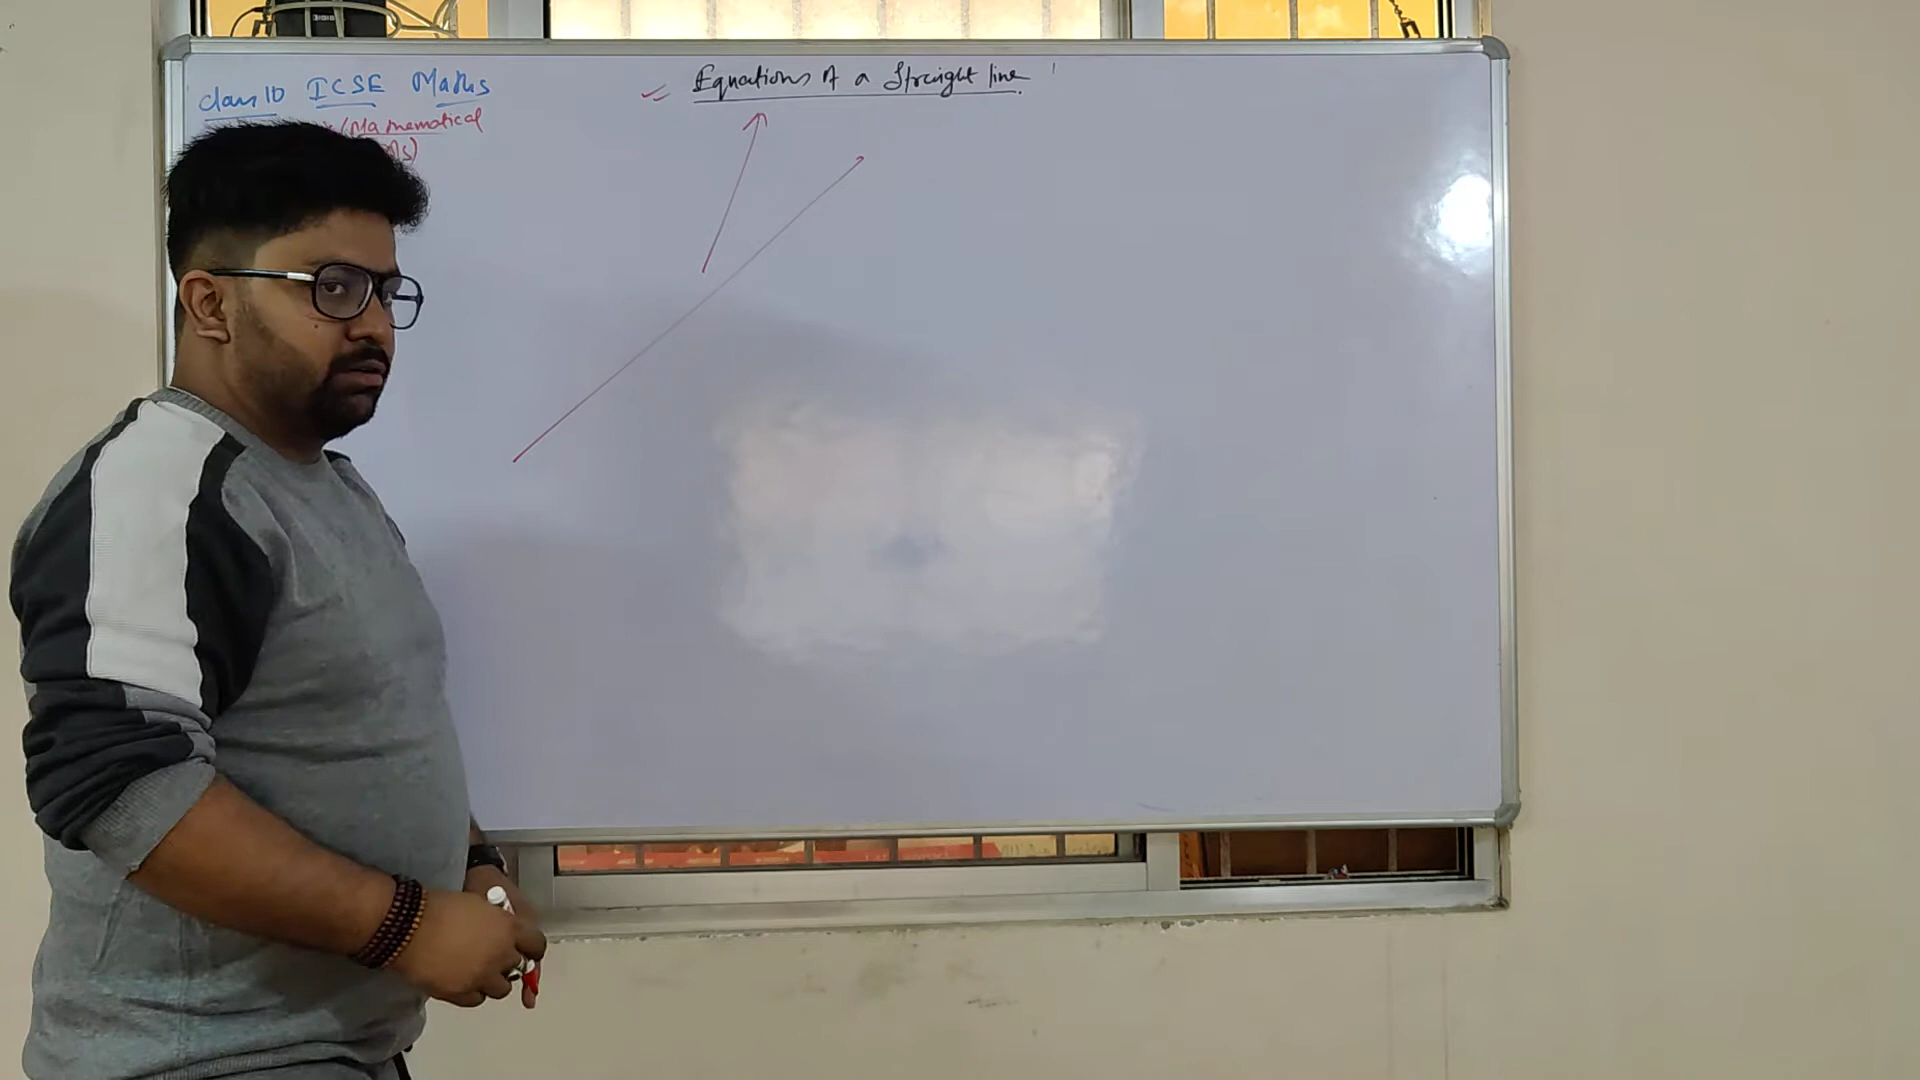 Class 10 ICSE Maths
Equations of a Straight line
(Mathematical